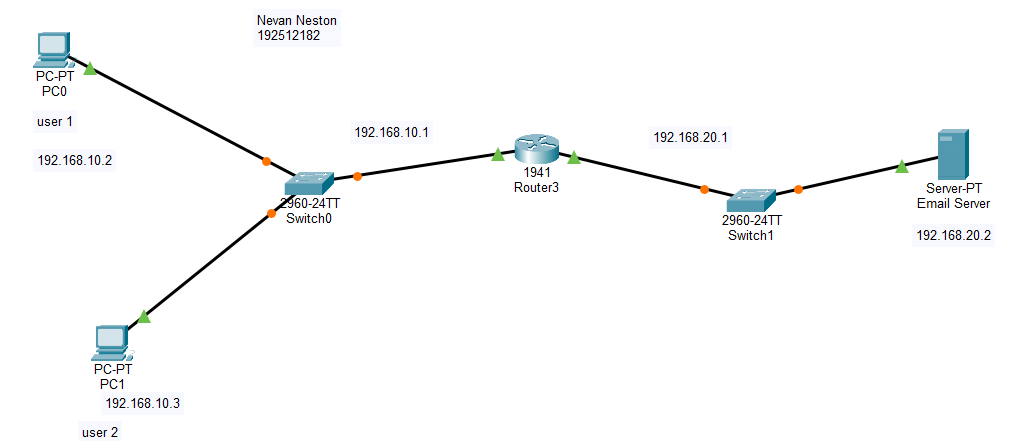 Nevan Neston
192512182
PC-PT
PC0
user 1
192.168.10.2
192.168.10.1
2960-24TT
Switch0
1941
Router3
192.168.20.1
2960-24TT
Switch1
Server-PT
Email Server
192.168.20.2
PC-PT
PC1
192.168.10.3
user 2